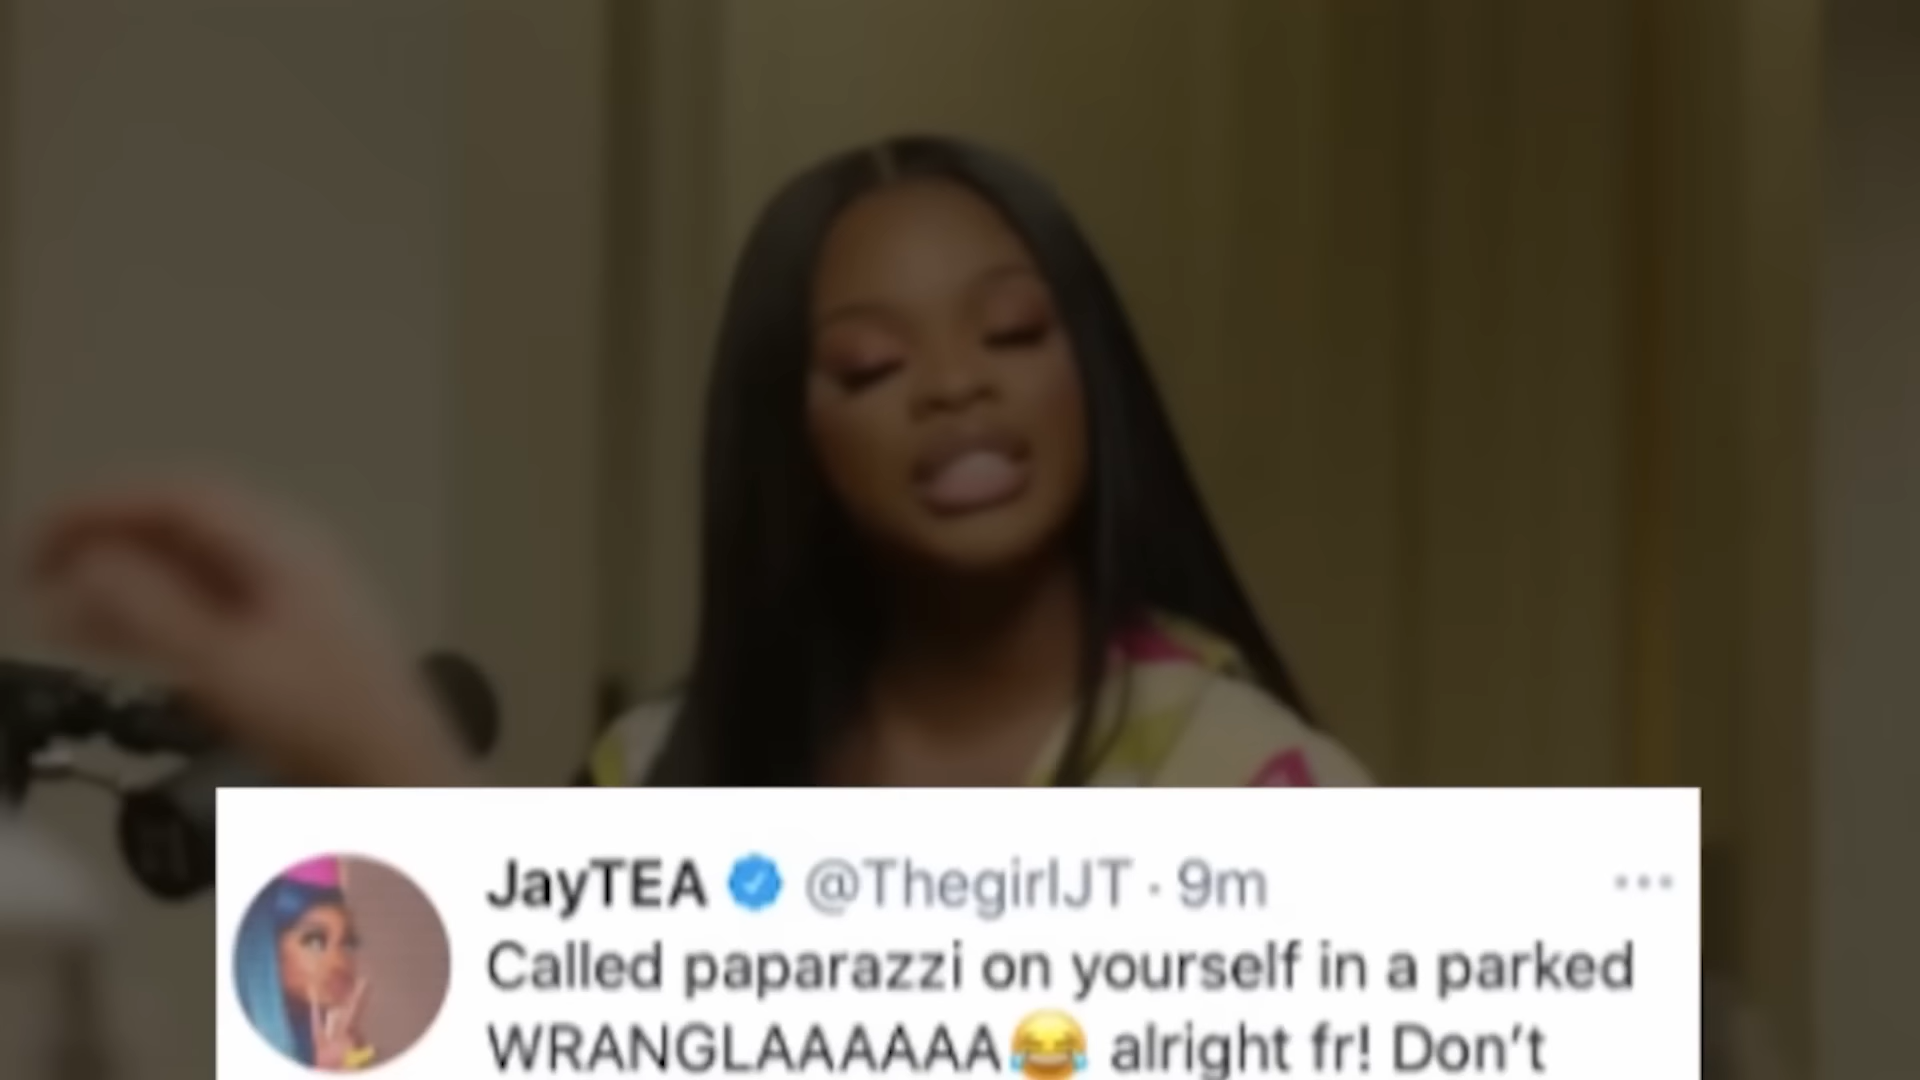 JayTEA @ThegirlJT · 9m
Called paparazzi on yourself in a parked
WRANGLAAAAAA😂 alright fr! Don’t